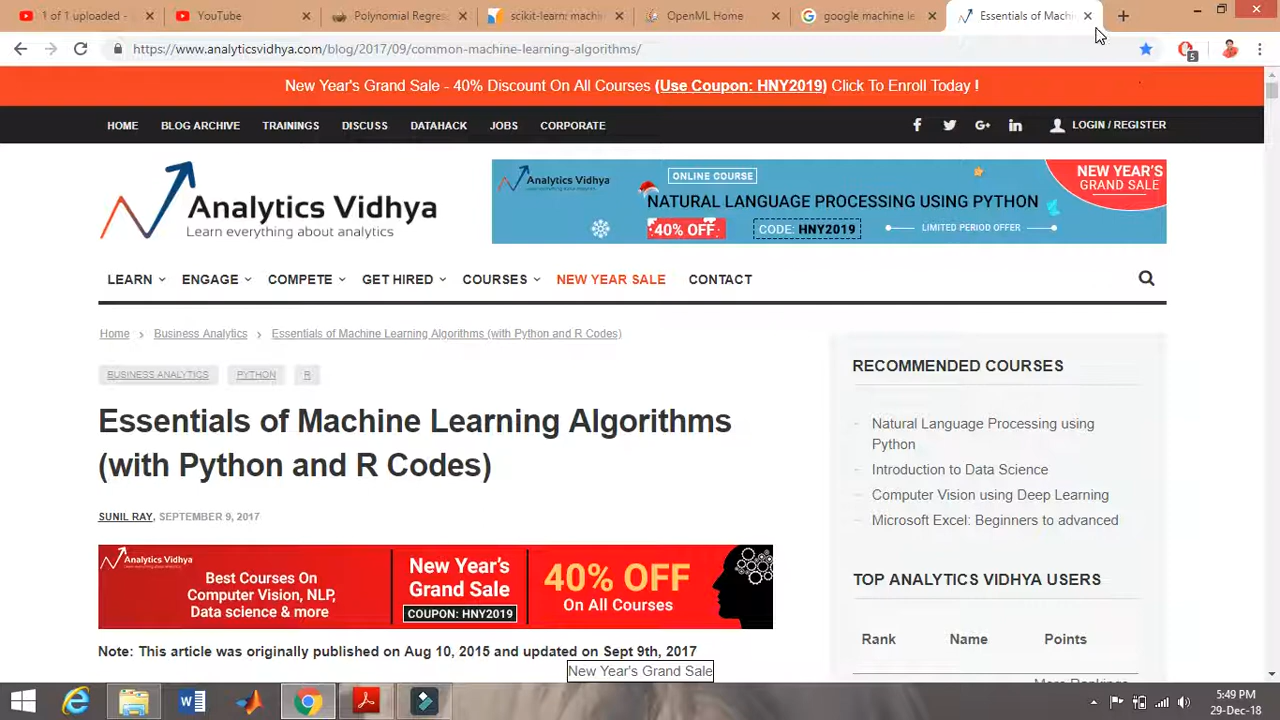 1 of 1 uploaded -
YouTube
Polynomial Regres
scikit-learn: machin
OpenML Home
google machine le
Essentials of Machi
https://www.analyticsvidhya.com/blog/2017/09/common-machine-learning-algorithms/
5
New Year's Grand Sale - 40% Discount On All Courses (Use Coupon: HNY2019) Click To Enroll Today !
HOME BLOG ARCHIVE TRAININGS DISCUSS DATAHACK JOBS CORPORATE
LOGIN / REGISTER
Analytics Vidhya
Learn everything about analytics
Analytics Vidhya
ONLINE COURSE
NATURAL LANGUAGE PROCESSING USING PYTHON
40% OFF
CODE: HNY2019
LIMITED PERIOD OFFER
NEW YEAR'S
GRAND SALE
LEARN ENGAGE COMPETE GET HIRED COURSES NEW YEAR SALE CONTACT
Home › Business Analytics › Essentials of Machine Learning Algorithms (with Python and R Codes)
BUSINESS ANALYTICS PYTHON R
Essentials of Machine Learning Algorithms
(with Python and R Codes)
SUNIL RAY, SEPTEMBER 9, 2017
Analytics Vidhya
Best Courses On
Computer Vision, NLP,
Data science & more
New Year's
Grand Sale
COUPON: HNY2019
40% OFF
On All Courses
Note: This article was originally published on Aug 10, 2015 and updated on Sept 9th, 2017
New Year's Grand Sale
RECOMMENDED COURSES
Natural Language Processing using
Python
Introduction to Data Science
Computer Vision using Deep Learning
Microsoft Excel: Beginners to advanced
TOP ANALYTICS VIDHYA USERS
Rank Name Points
More Rankings
5:49 PM
29-Dec-18